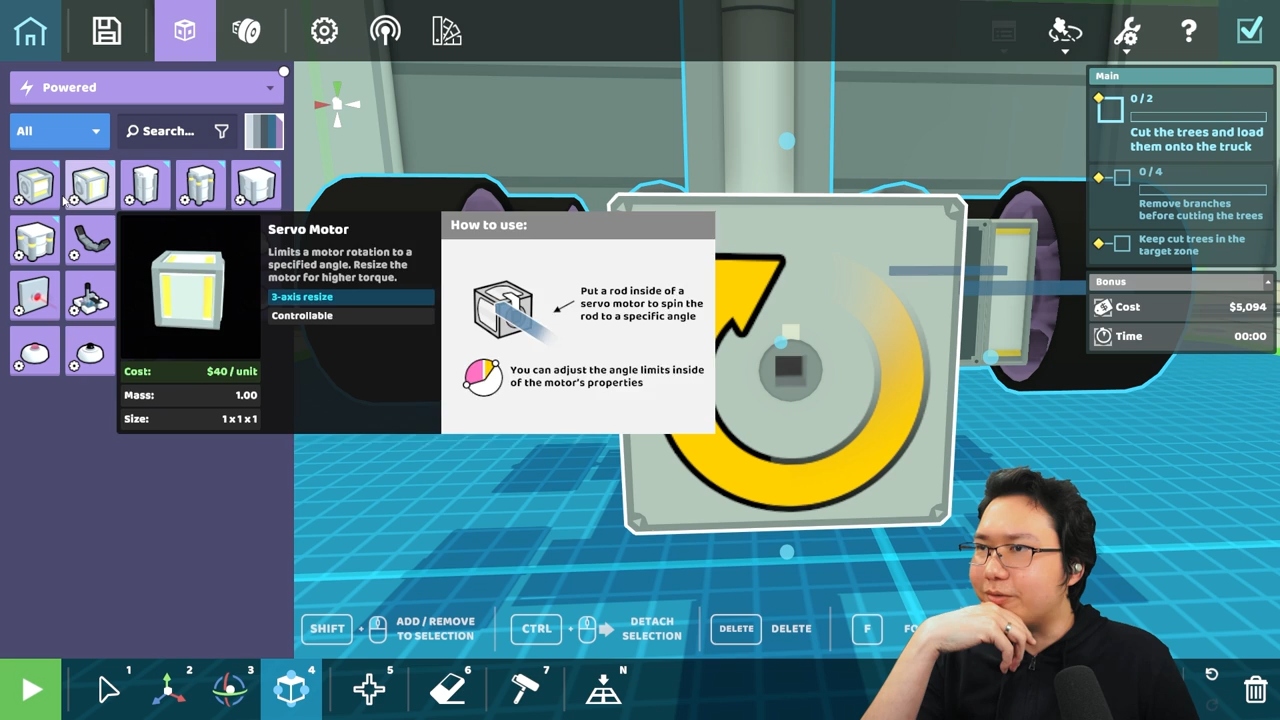 Powered
All
Search...
Servo Motor
Limits a motor rotation to a
specified angle. Resize the
motor for higher torque.
3-axis resize
Controllable
Cost: $40 / unit
Mass: 1.00
Size: 1 x 1 x 1
How to use:
Put a rod inside of a
servo motor to spin the
rod to a specific angle
You can adjust the angle limits inside
of the motor's properties
Main
0 / 2
Cut the trees and load
them onto the truck
0 / 4
Remove branches
before cutting the trees
Keep cut trees in the
target zone
Bonus
Cost $5,094
Time 00:00
SHIFT + ADD / REMOVE
TO SELECTION
CTRL + DETACH
SELECTION
DELETE DELETE
F
1 2 3 4 5 6 7 N